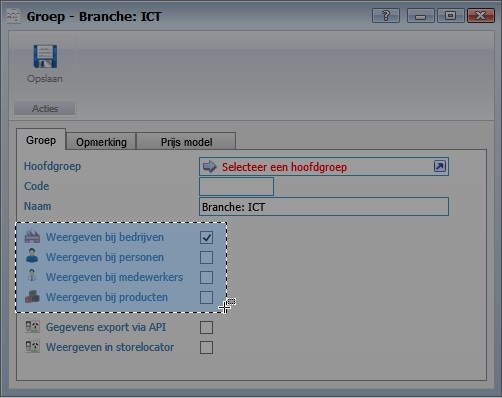 Groep - Branche: ICT
Opslaan
Acties
Groep Opmerking Prijs model
Hoofdgroep Selecteer een hoofdgroep
Code
Naam Branche: ICT
Weergeven bij bedrijven
Weergeven bij personen
Weergeven bij medewerkers
Weergeven bij producten
Gegevens export via API
Weergeven in storelocator